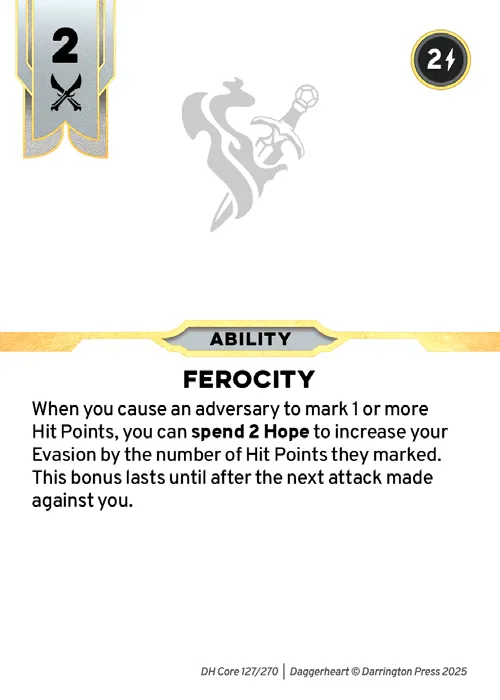 2
2
ABILITY
FEROCITY
When you cause an adversary to mark 1 or more
Hit Points, you can spend 2 Hope to increase your
Evasion by the number of Hit Points they marked.
This bonus lasts until after the next attack made
against you.
DH Core 127/270 | Daggerheart © Darrington Press 2025